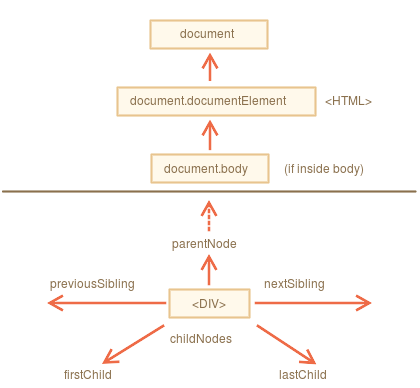 document
document.documentElement <HTML>
document.body (if inside body)
parentNode
previousSibling nextSibling
<DIV>
childNodes
firstChild lastChild